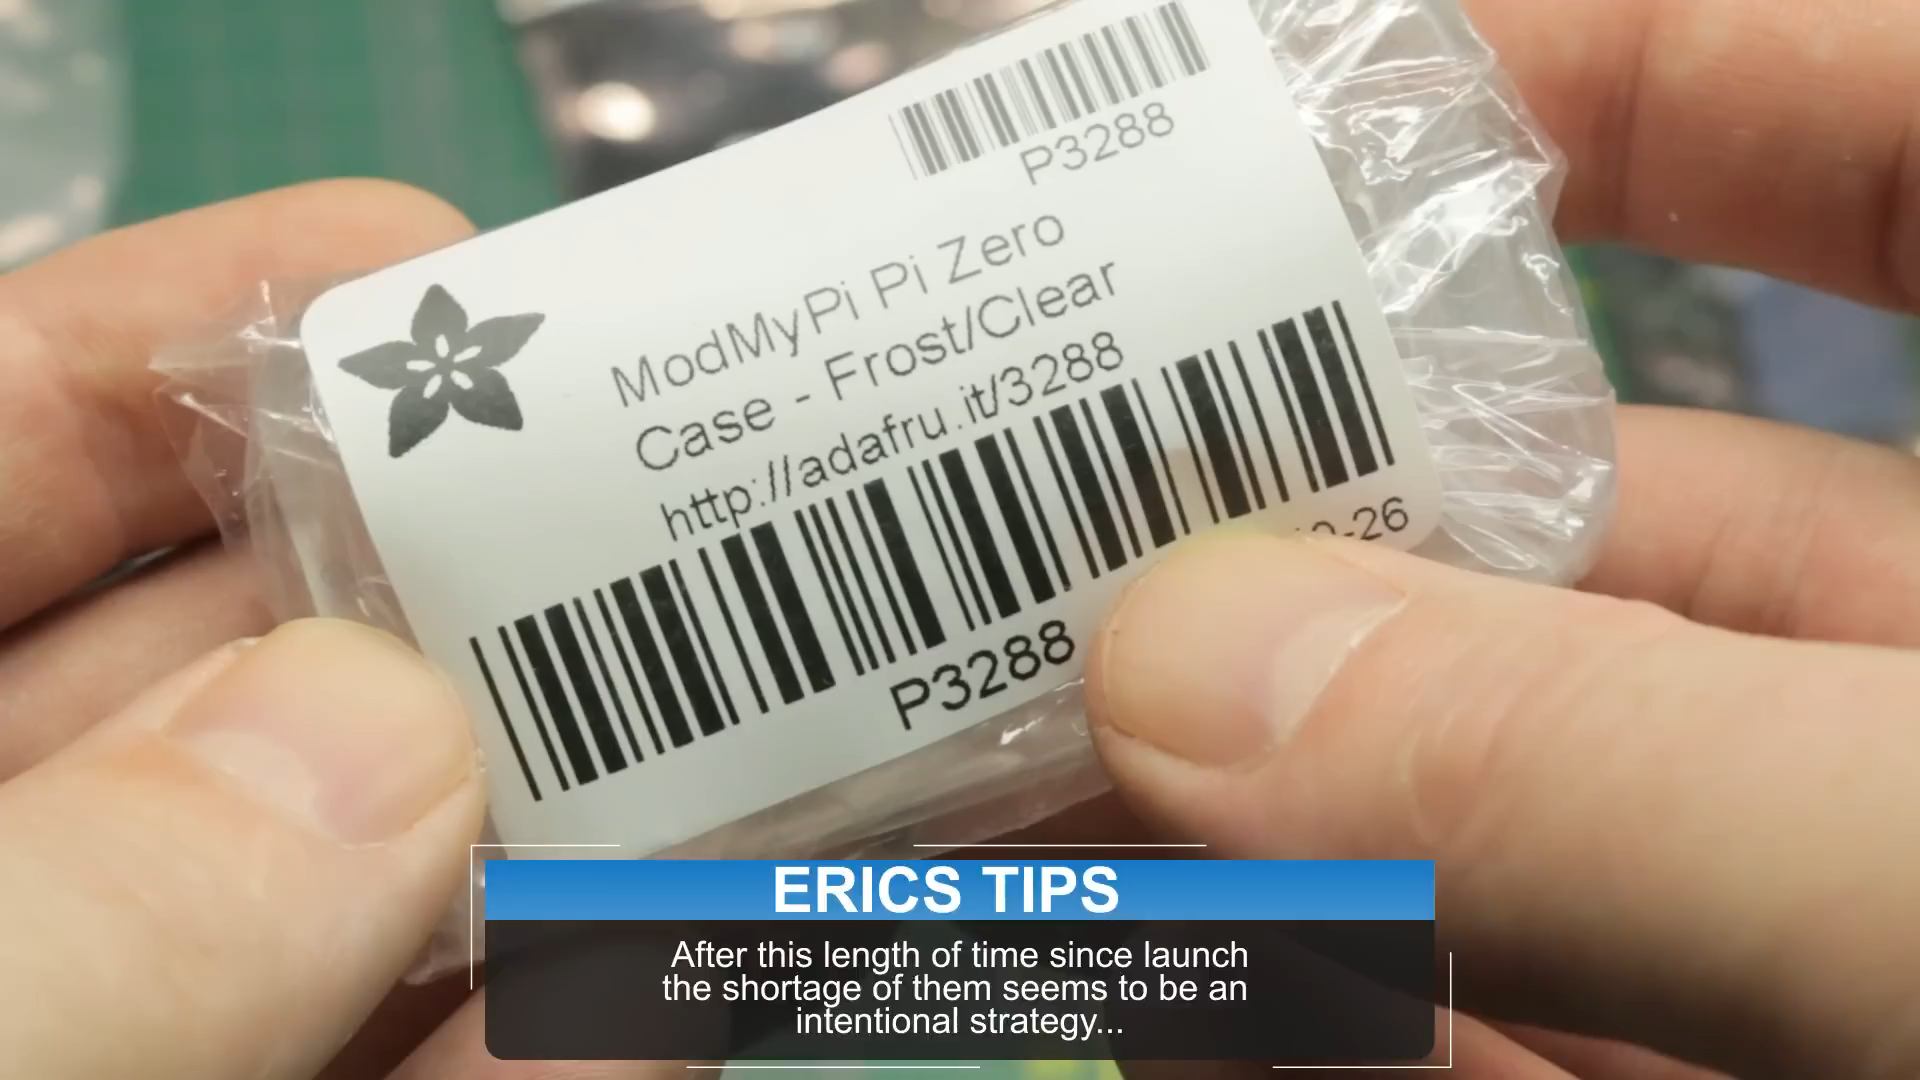 P3288
ModMyPi Pi Zero
Case - Frost/Clear
http://adafru.it/3288
-26
P3288
ERICS TIPS
After this length of time since launch
the shortage of them seems to be an
intentional strategy...